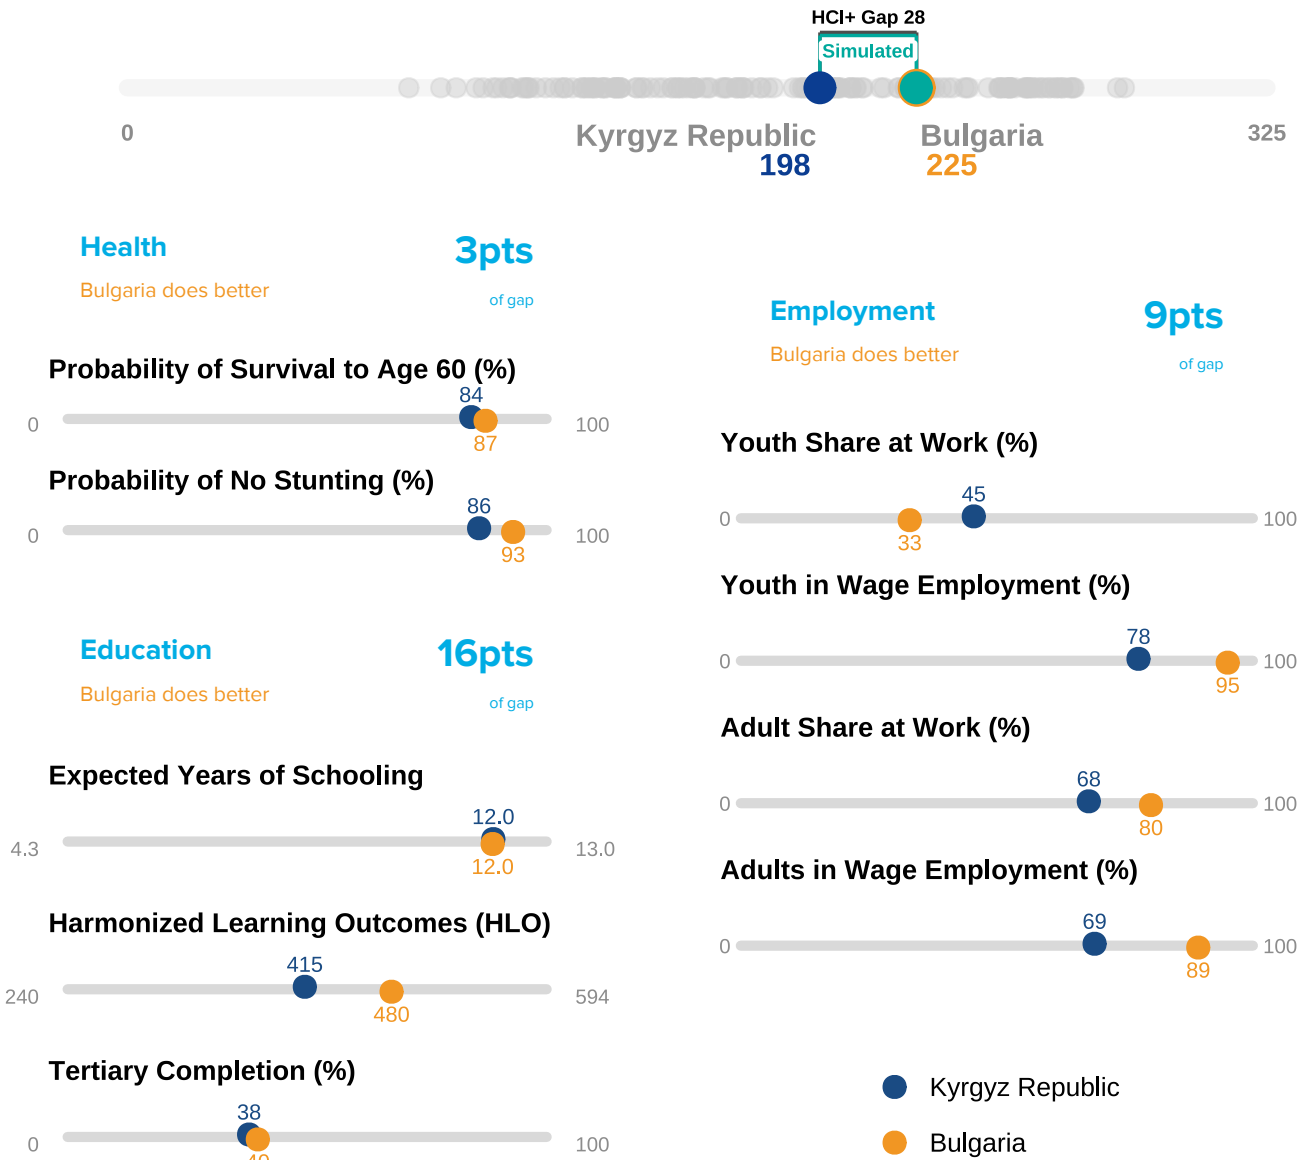 HCI+ Gap 28
Simulated
0
325
Kyrgyz Republic
198
Bulgaria
225
Health
3pts
Bulgaria does better
of gap
Probability of Survival to Age 60 (%)
84
0
100
87
Probability of No Stunting (%)
86
0
100
93
Education
16pts
Bulgaria does better
of gap
Expected Years of Schooling
12.0
4.3
13.0
12.0
Harmonized Learning Outcomes (HLO)
415
240
594
480
Tertiary Completion (%)
38
0
100
Employment
9pts
Bulgaria does better
of gap
Youth Share at Work (%)
45
0
100
33
Youth in Wage Employment (%)
78
0
100
95
Adult Share at Work (%)
68
0
100
80
Adults in Wage Employment (%)
69
0
100
89
Kyrgyz Republic
Bulgaria